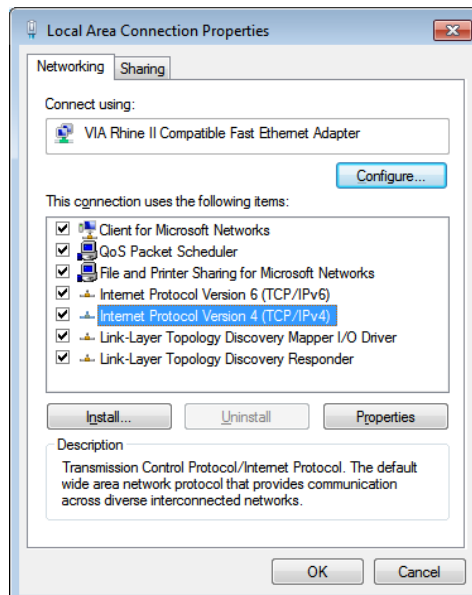 Local Area Connection Properties
Networking
Sharing
Connect using:
VIA Rhine II Compatible Fast Ethernet Adapter
Configure...
This connection uses the following items:
Client for Microsoft Networks
QoS Packet Scheduler
File and Printer Sharing for Microsoft Networks
Internet Protocol Version 6 (TCP/IPv6)
Internet Protocol Version 4 (TCP/IPv4)
Link-Layer Topology Discovery Mapper I/O Driver
Link-Layer Topology Discovery Responder
Install...
Uninstall
Properties
Description
Transmission Control Protocol/Internet Protocol. The default
wide area network protocol that provides communication
across diverse interconnected networks.
OK
Cancel